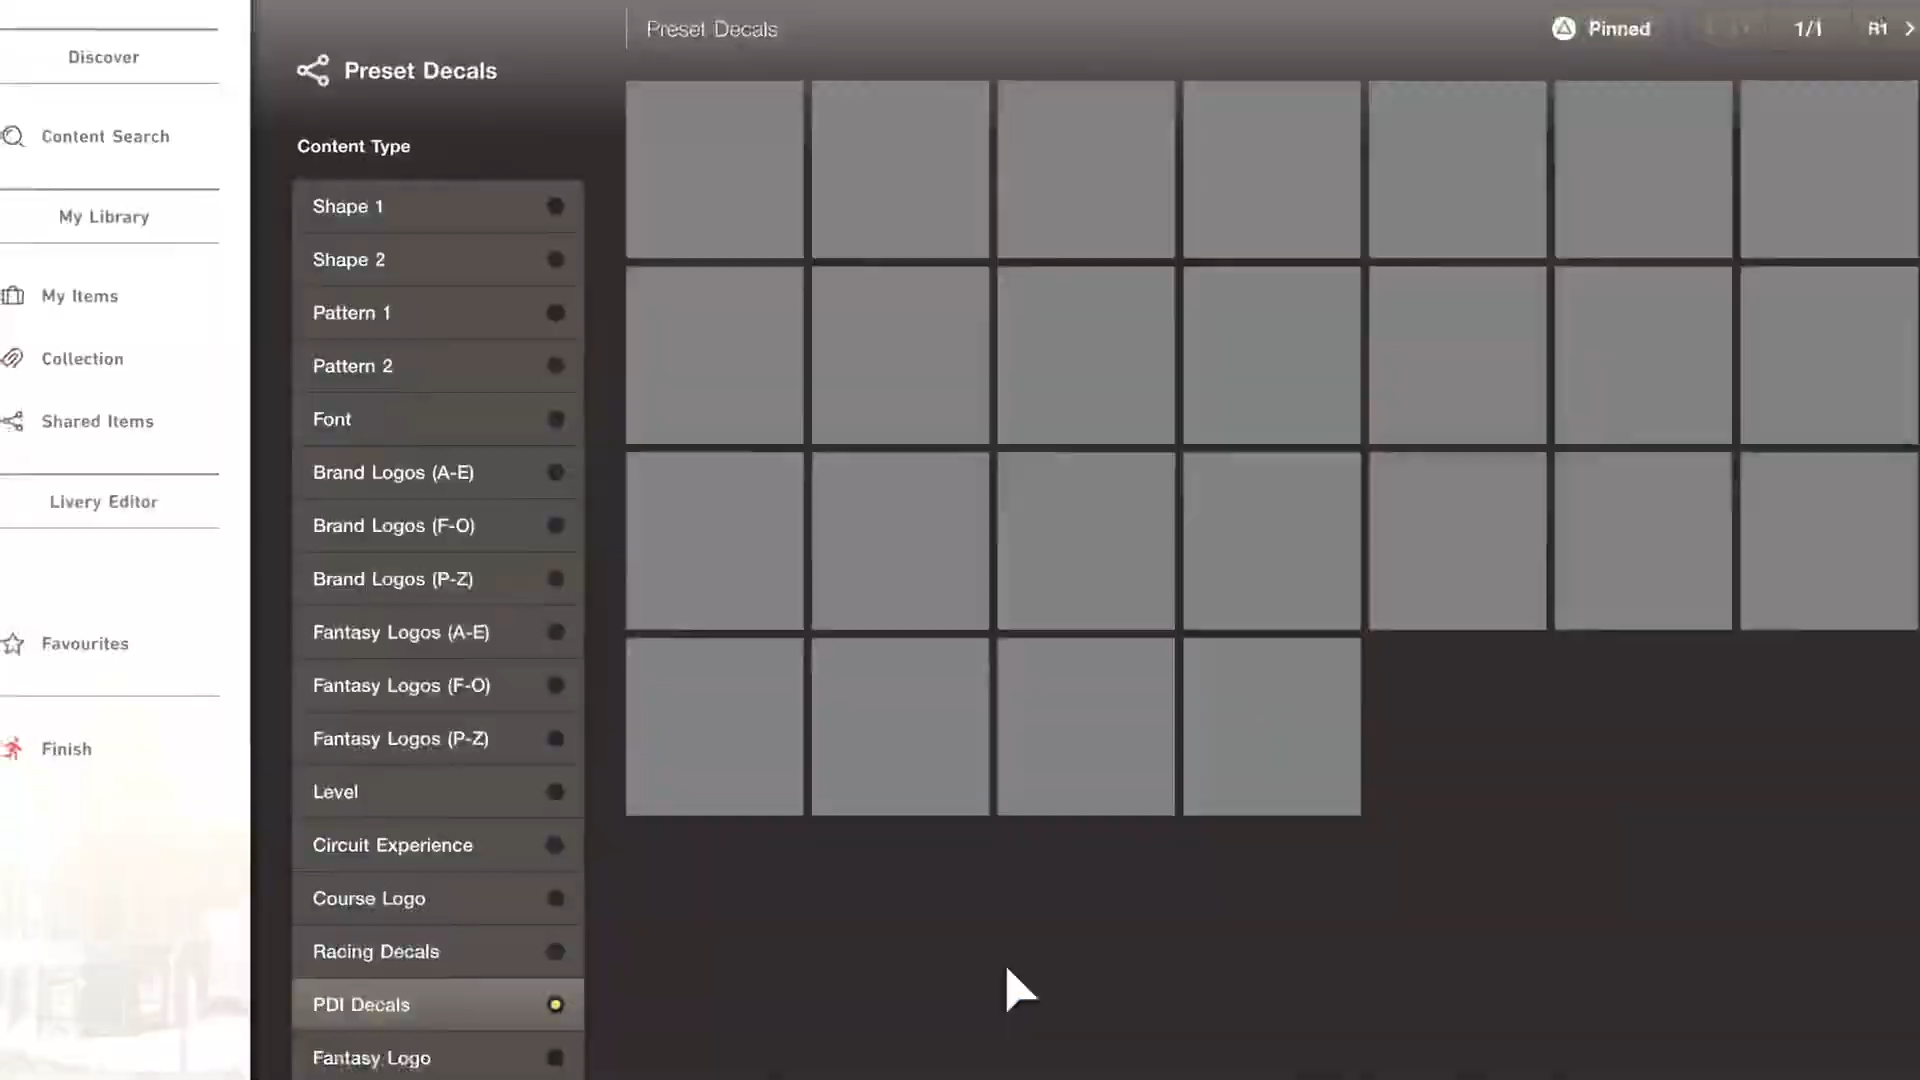 Discover
Content Search
My Library
My Items
Collection
Shared Items
Livery Editor
Favourites
Finish
Preset Decals
Content Type
Shape 1
Shape 2
Pattern 1
Pattern 2
Font
Brand Logos (A-E)
Brand Logos (F-O)
Brand Logos (P-Z)
Fantasy Logos (A-E)
Fantasy Logos (F-O)
Fantasy Logos (P-Z)
Level
Circuit Experience
Course Logo
Racing Decals
PDI Decals
Fantasy Logo
Preset Decals
Pinned
1/1
R1